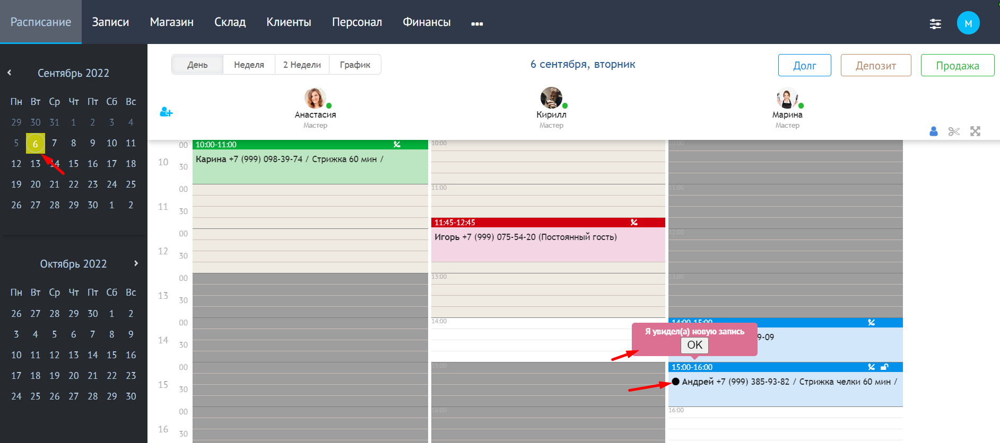 Расписание Записи Магазин Склад Клиенты Персонал Финансы ••• М
Сентябрь 2022
Пн Вт Ср Чт Пт Сб Вс
29 30 31 1 2 3 4
5 6 7 8 9 10 11
12 13 14 15 16 17 18
19 20 21 22 23 24 25
26 27 28 29 30 1 2
Октябрь 2022
Пн Вт Ср Чт Пт Сб Вс
26 27 28 29 30 1 2
3 4 5 6 7 8 9
10 11 12 13 14 15 16
17 18 19 20 21 22 23
24 25 26 27 28 29 30
День Неделя 2 Недели График
6 сентября, вторник
Долг Депозит Продажа
Анастасия
Мастер
Кирилл
Мастер
Марина
Мастер
00
10
30
00
11
30
00
12
30
00
13
30
00
14
30
00
15
30
00
16
30
10:00-11:00
Карина +7 (999) 098-39-74 / Стрижка 60 мин /
10:00
11:00
11:45-12:45
Игорь +7 (999) 075-54-20 (Постоянный гость)
13:00
14:00
15:00
16:00
10:00
11:00
12:00
13:00
14:00-15:00
Я увидел(а) новую запись
OK
9-09
15:00-16:00
Андрей +7 (999) 385-93-82 / Стрижка челки 60 мин /
16:00